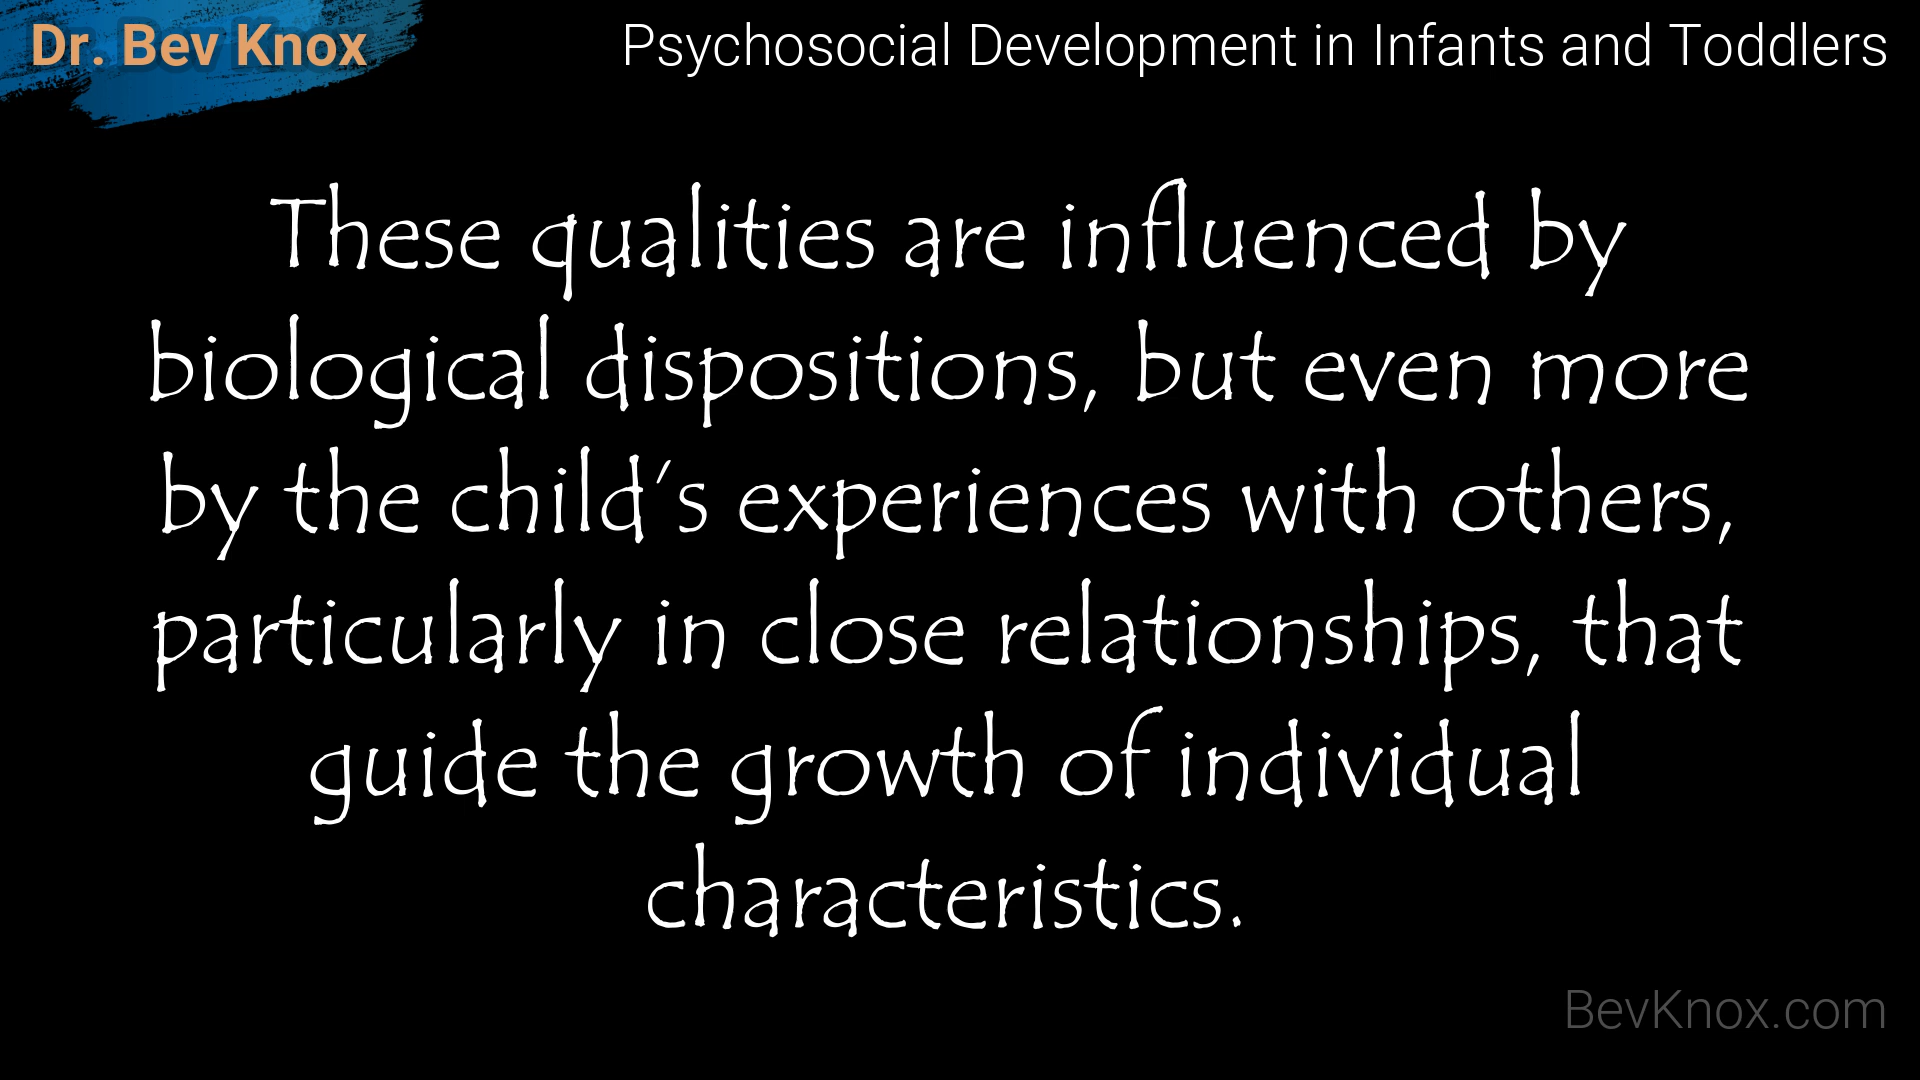 Dr. Bev Knox
Psychosocial Development in Infants and Toddlers
These qualities are influenced by
biological dispositions, but even more
by the child’s experiences with others,
particularly in close relationships, that
guide the growth of individual
characteristics.
BevKnox.com